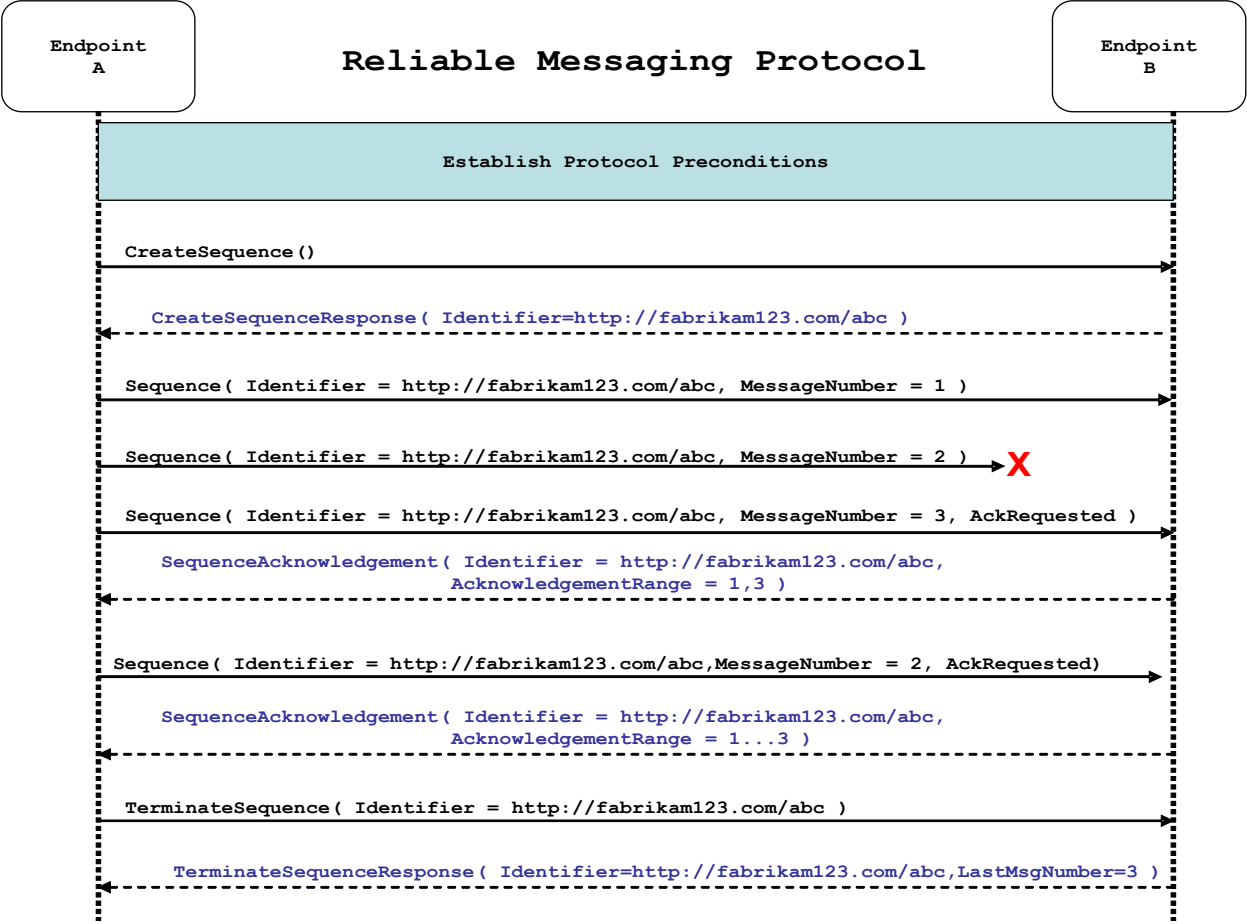 Endpoint
A
Reliable Messaging Protocol
Endpoint
B
Establish Protocol Preconditions
CreateSequence()
CreateSequenceResponse( Identifier=http://fabrikam123.com/abc )
Sequence( Identifier = http://fabrikam123.com/abc, MessageNumber = 1 )
Sequence( Identifier = http://fabrikam123.com/abc, MessageNumber = 2 )
X
Sequence( Identifier = http://fabrikam123.com/abc, MessageNumber = 3, AckRequested )
SequenceAcknowledgement( Identifier = http://fabrikam123.com/abc,
AcknowledgementRange = 1,3 )
Sequence( Identifier = http://fabrikam123.com/abc,MessageNumber = 2, AckRequested)
SequenceAcknowledgement( Identifier = http://fabrikam123.com/abc,
AcknowledgementRange = 1...3 )
TerminateSequence( Identifier = http://fabrikam123.com/abc )
TerminateSequenceResponse( Identifier=http://fabrikam123.com/abc,LastMsgNumber=3 )